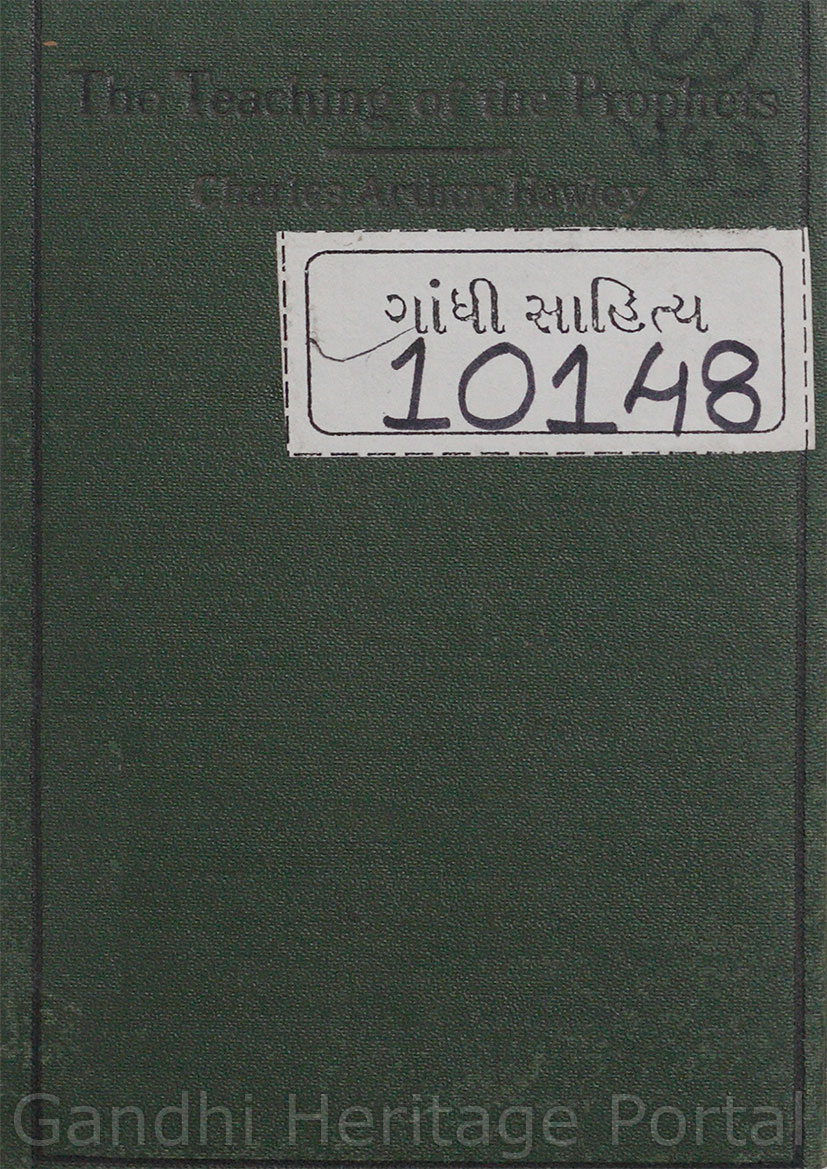 The Teaching of the Prophets
Charles Arthur Hawley
ગાંધી સાહિત્ય
10148
Gandhi Heritage Portal